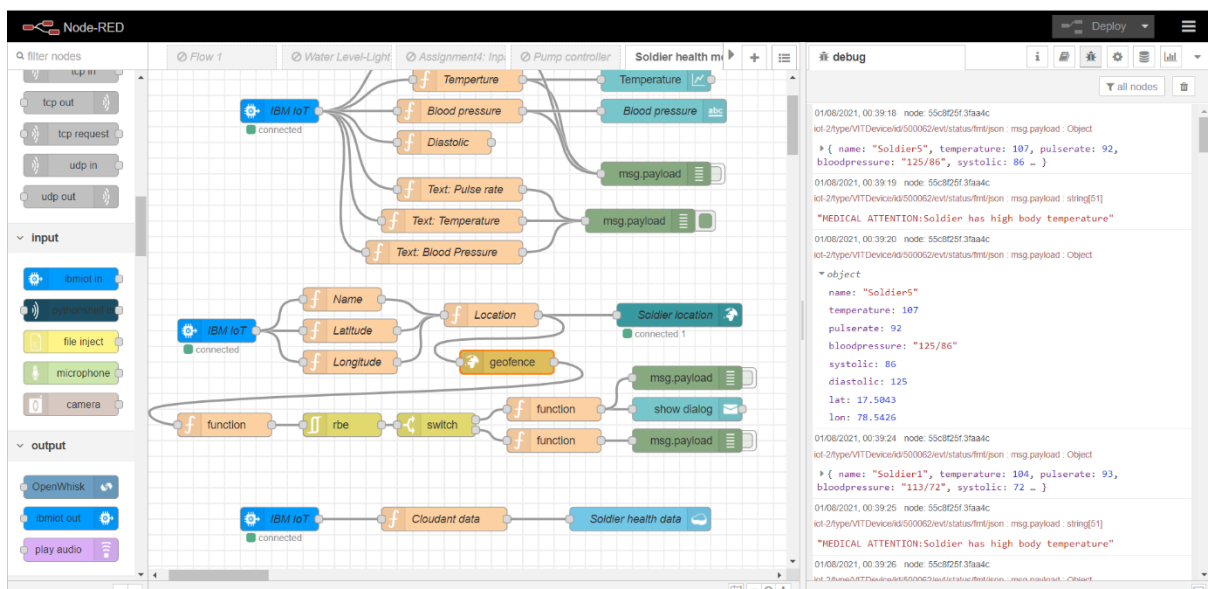 Node-RED
Deploy
filter nodes
tcp in
tcp out
tcp request
udp in
udp out
input
ibmiot in
file inject
microphone
camera
output
OpenWhisk
ibmiot out
play audio
Flow 1
Water Level-Light
Assignment4: Inp
Pump controller
Soldier health m
Temperture
Temperature
IBM IoT
connected
Blood pressure
Blood pressure
abc
Diastolic
msg.payload
Text: Pulse rate
Text: Temperature
msg.payload
Text: Blood Pressure
Name
IBM IoT
connected
Latitude
Location
Soldier location
connected 1
Longitude
geofence
msg.payload
function
rbe
switch
function
show dialog
function
msg.payload
IBM IoT
connected
Cloudant data
Soldier health data
debug
i
all nodes
01/08/2021, 00:39:18 node: 55c8f25f.3faa4c
iot-2/type/VITDevice/id/500062/evt/status/fmt/json : msg.payload : Object
{ name: "Soldier5", temperature: 107, pulserate: 92,
bloodpressure: "125/86", systolic: 86 … }
01/08/2021, 00:39:19 node: 55c8f25f.3faa4c
iot-2/type/VITDevice/id/500062/evt/status/fmt/json : msg.payload : string[51]
"MEDICAL ATTENTION:Soldier has high body temperature"
01/08/2021, 00:39:20 node: 55c8f25f.3faa4c
iot-2/type/VITDevice/id/500062/evt/status/fmt/json : msg.payload : Object
object
name: "Soldier5"
temperature: 107
pulserate: 92
bloodpressure: "125/86"
systolic: 86
diastolic: 125
lat: 17.5043
lon: 78.5426
01/08/2021, 00:39:24 node: 55c8f25f.3faa4c
iot-2/type/VITDevice/id/500062/evt/status/fmt/json : msg.payload : Object
{ name: "Soldier1", temperature: 104, pulserate: 93,
bloodpressure: "113/72", systolic: 72 … }
01/08/2021, 00:39:25 node: 55c8f25f.3faa4c
iot-2/type/VITDevice/id/500062/evt/status/fmt/json : msg.payload : string[51]
"MEDICAL ATTENTION:Soldier has high body temperature"
01/08/2021, 00:39:26 node: 55c8f25f.3faa4c
iot-2/type/VITDevice/id/500062/evt/status/fmt/json : msg.payload : Object